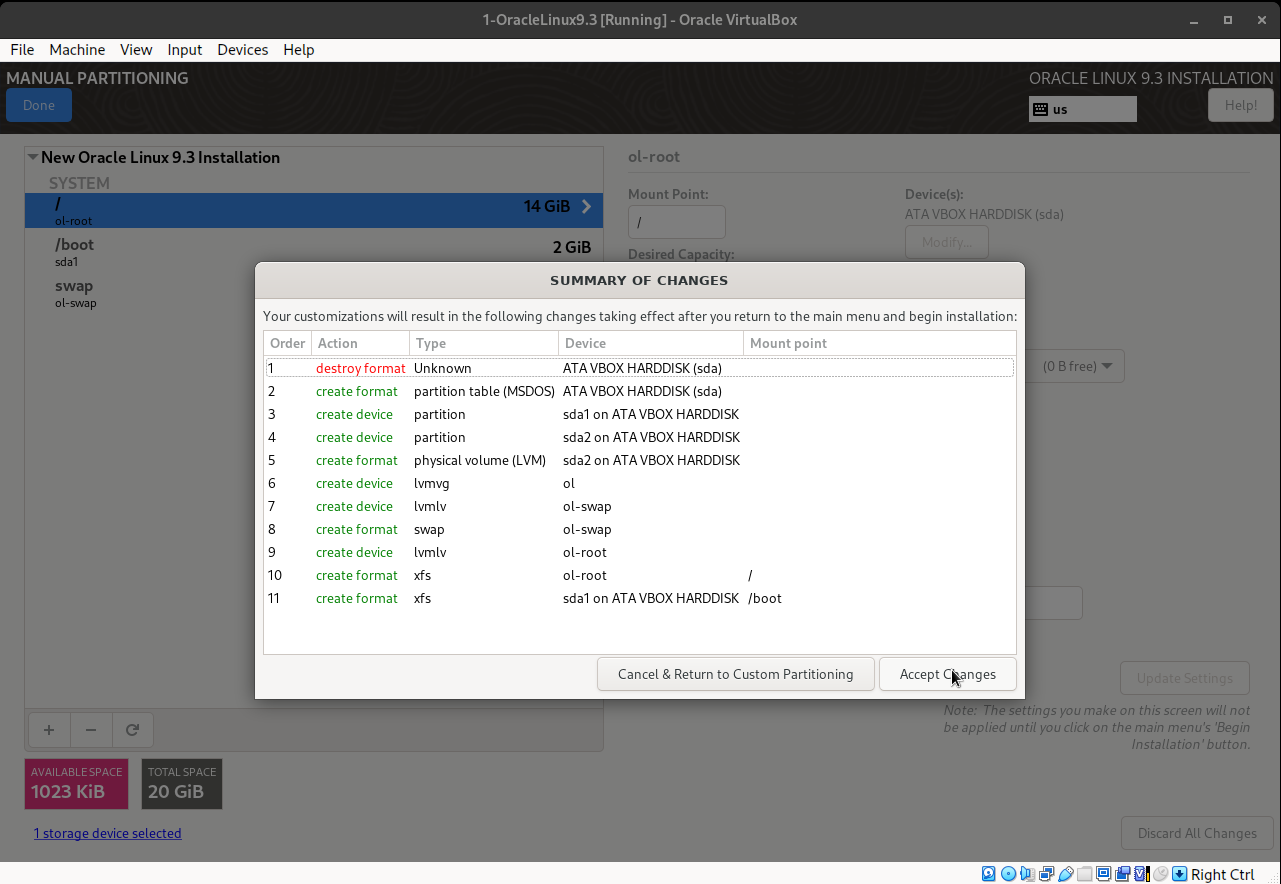 1-OracleLinux9.3 [Running] - Oracle VirtualBox
File Machine View Input Devices Help
MANUAL PARTITIONING
ORACLE LINUX 9.3 INSTALLATION
Done
us
Help!
New Oracle Linux 9.3 Installation
SYSTEM
/
14 GiB
ol-root
/boot
2 GiB
sda1
swap
ol-swap
ol-root
Mount Point:
Device(s):
/
ATA VBOX HARDDISK (sda)
Modify...
Desired Capacity:
(0 B free)
SUMMARY OF CHANGES
Your customizations will result in the following changes taking effect after you return to the main menu and begin installation:
Order Action Type Device Mount point
1 destroy format Unknown ATA VBOX HARDDISK (sda)
2 create format partition table (MSDOS) ATA VBOX HARDDISK (sda)
3 create device partition sda1 on ATA VBOX HARDDISK
4 create device partition sda2 on ATA VBOX HARDDISK
5 create format physical volume (LVM) sda2 on ATA VBOX HARDDISK
6 create device lvmvg ol
7 create device lvmlv ol-swap
8 create format swap ol-swap
9 create device lvmlv ol-root
10 create format xfs ol-root /
11 create format xfs sda1 on ATA VBOX HARDDISK /boot
Cancel & Return to Custom Partitioning
Accept Changes
Update Settings
Note: The settings you make on this screen will not
be applied until you click on the main menu's 'Begin
Installation' button.
AVAILABLE SPACE
1023 KiB
TOTAL SPACE
20 GiB
1 storage device selected
Discard All Changes
Right Ctrl